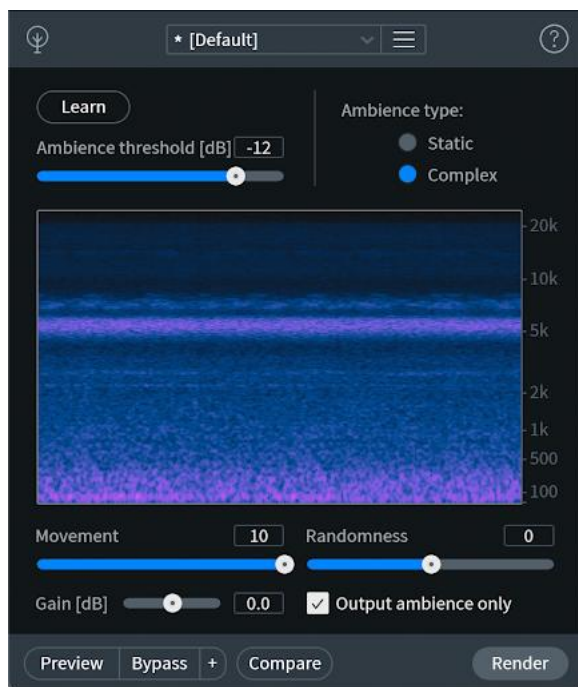 * [Default]
?
Learn
Ambience type:
Ambience threshold [dB] -12
Static
Complex
20k
10k
5k
2k
1k
500
100
Movement 10 Randomness 0
Gain [dB] 0.0 Output ambience only
Preview Bypass + Compare Render